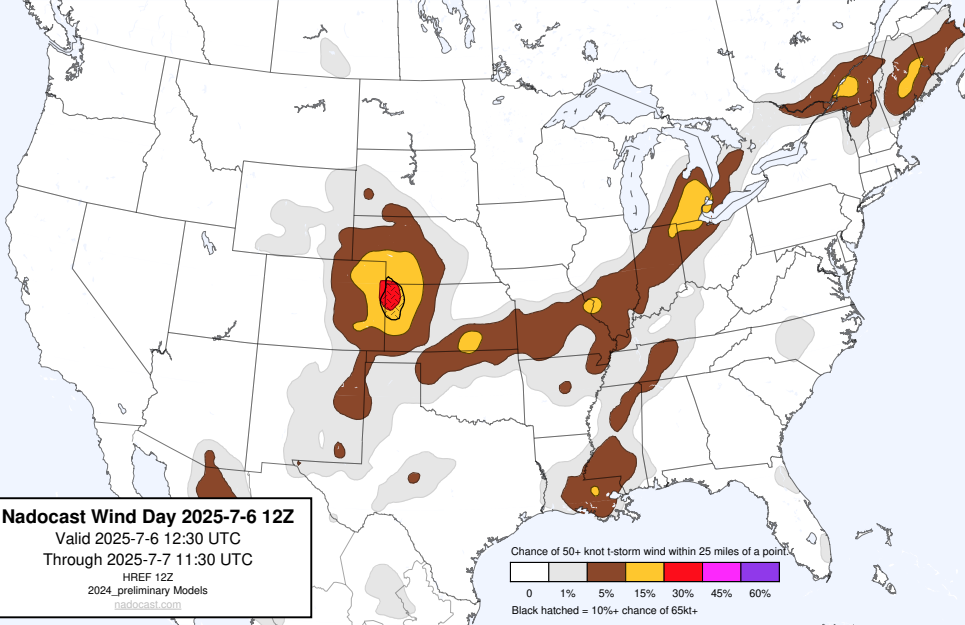 Nadocast Wind Day 2025-7-6 12Z
Valid 2025-7-6 12:30 UTC
Through 2025-7-7 11:30 UTC
HREF 12Z
2024_preliminary Models
nadocast.com
Chance of 50+ knot t-storm wind within 25 miles of a point.
0 1% 5% 15% 30% 45% 60%
Black hatched = 10%+ chance of 65kt+